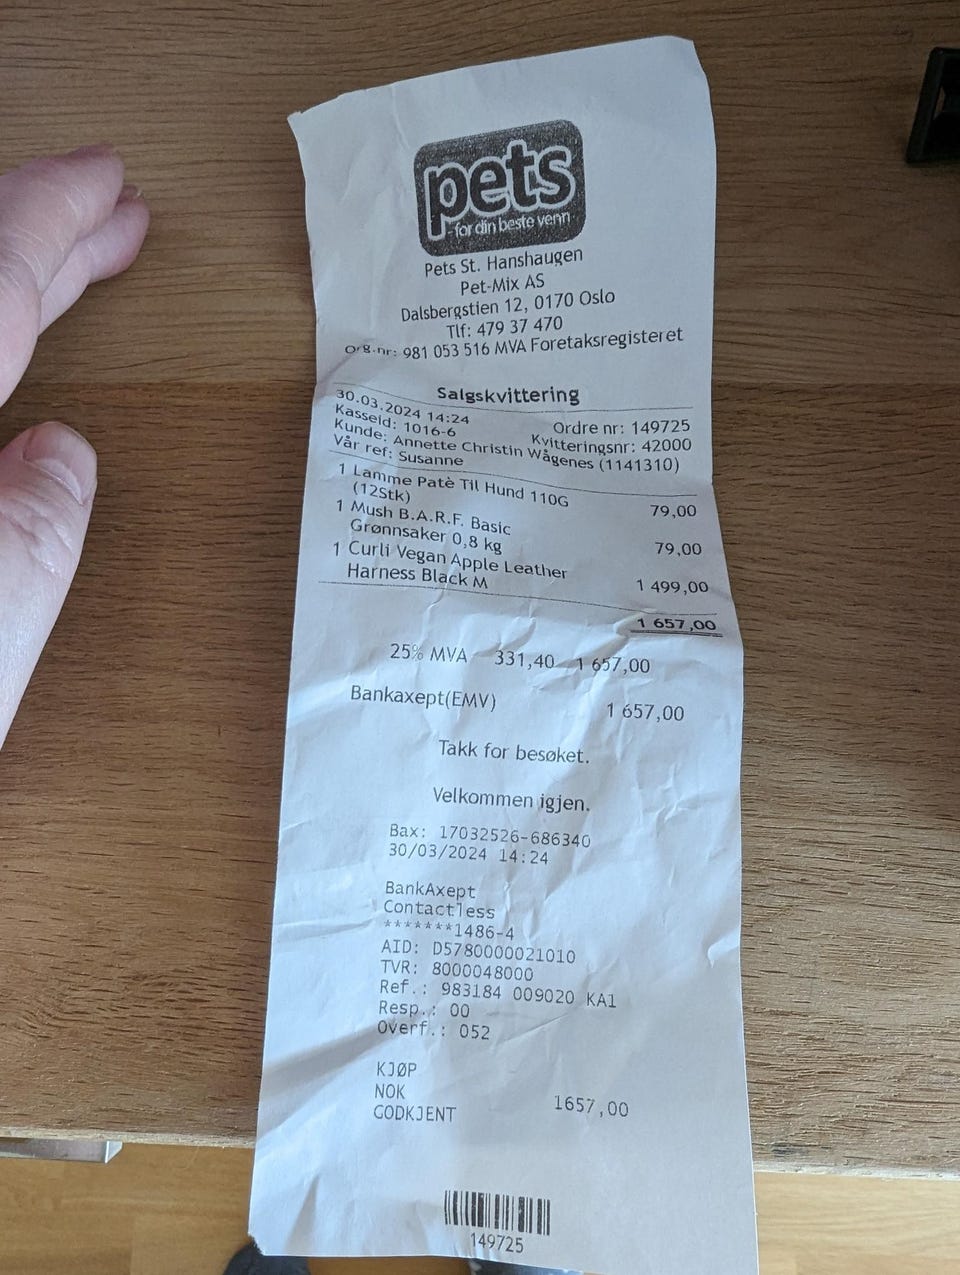 pets
- for din beste venn
Pets St. Hanshaugen
Pet-Mix AS
Dalsbergstien 12, 0170 Oslo
Tlf: 479 37 470
Org.nr: 981 053 516 MVA Foretaksregisteret
Salgskvittering
30.03.2024 14:24 Ordre nr: 149725
Kasseid: 1016-6 Kvitteringsnr: 42000
Kunde: Annette Christin Wågenes (1141310)
Vår ref: Susanne
1 Lamme Patè Til Hund 110G 79,00
(12Stk)
1 Mush B.A.R.F. Basic 79,00
Grønnsaker 0,8 kg
1 Curli Vegan Apple Leather 1 499,00
Harness Black M
1 657,00
25% MVA 331,40 1 657,00
Bankaxept(EMV) 1 657,00
Takk for besøket.
Velkommen igjen.
Bax: 17032526-686340
30/03/2024 14:24
BankAxept
Contactless
*******1486-4
AID: D5780000021010
TVR: 8000048000
Ref.: 983184 009020 KA1
Resp.: 00
Overf.: 052
KJØP
NOK 1657,00
GODKJENT
149725